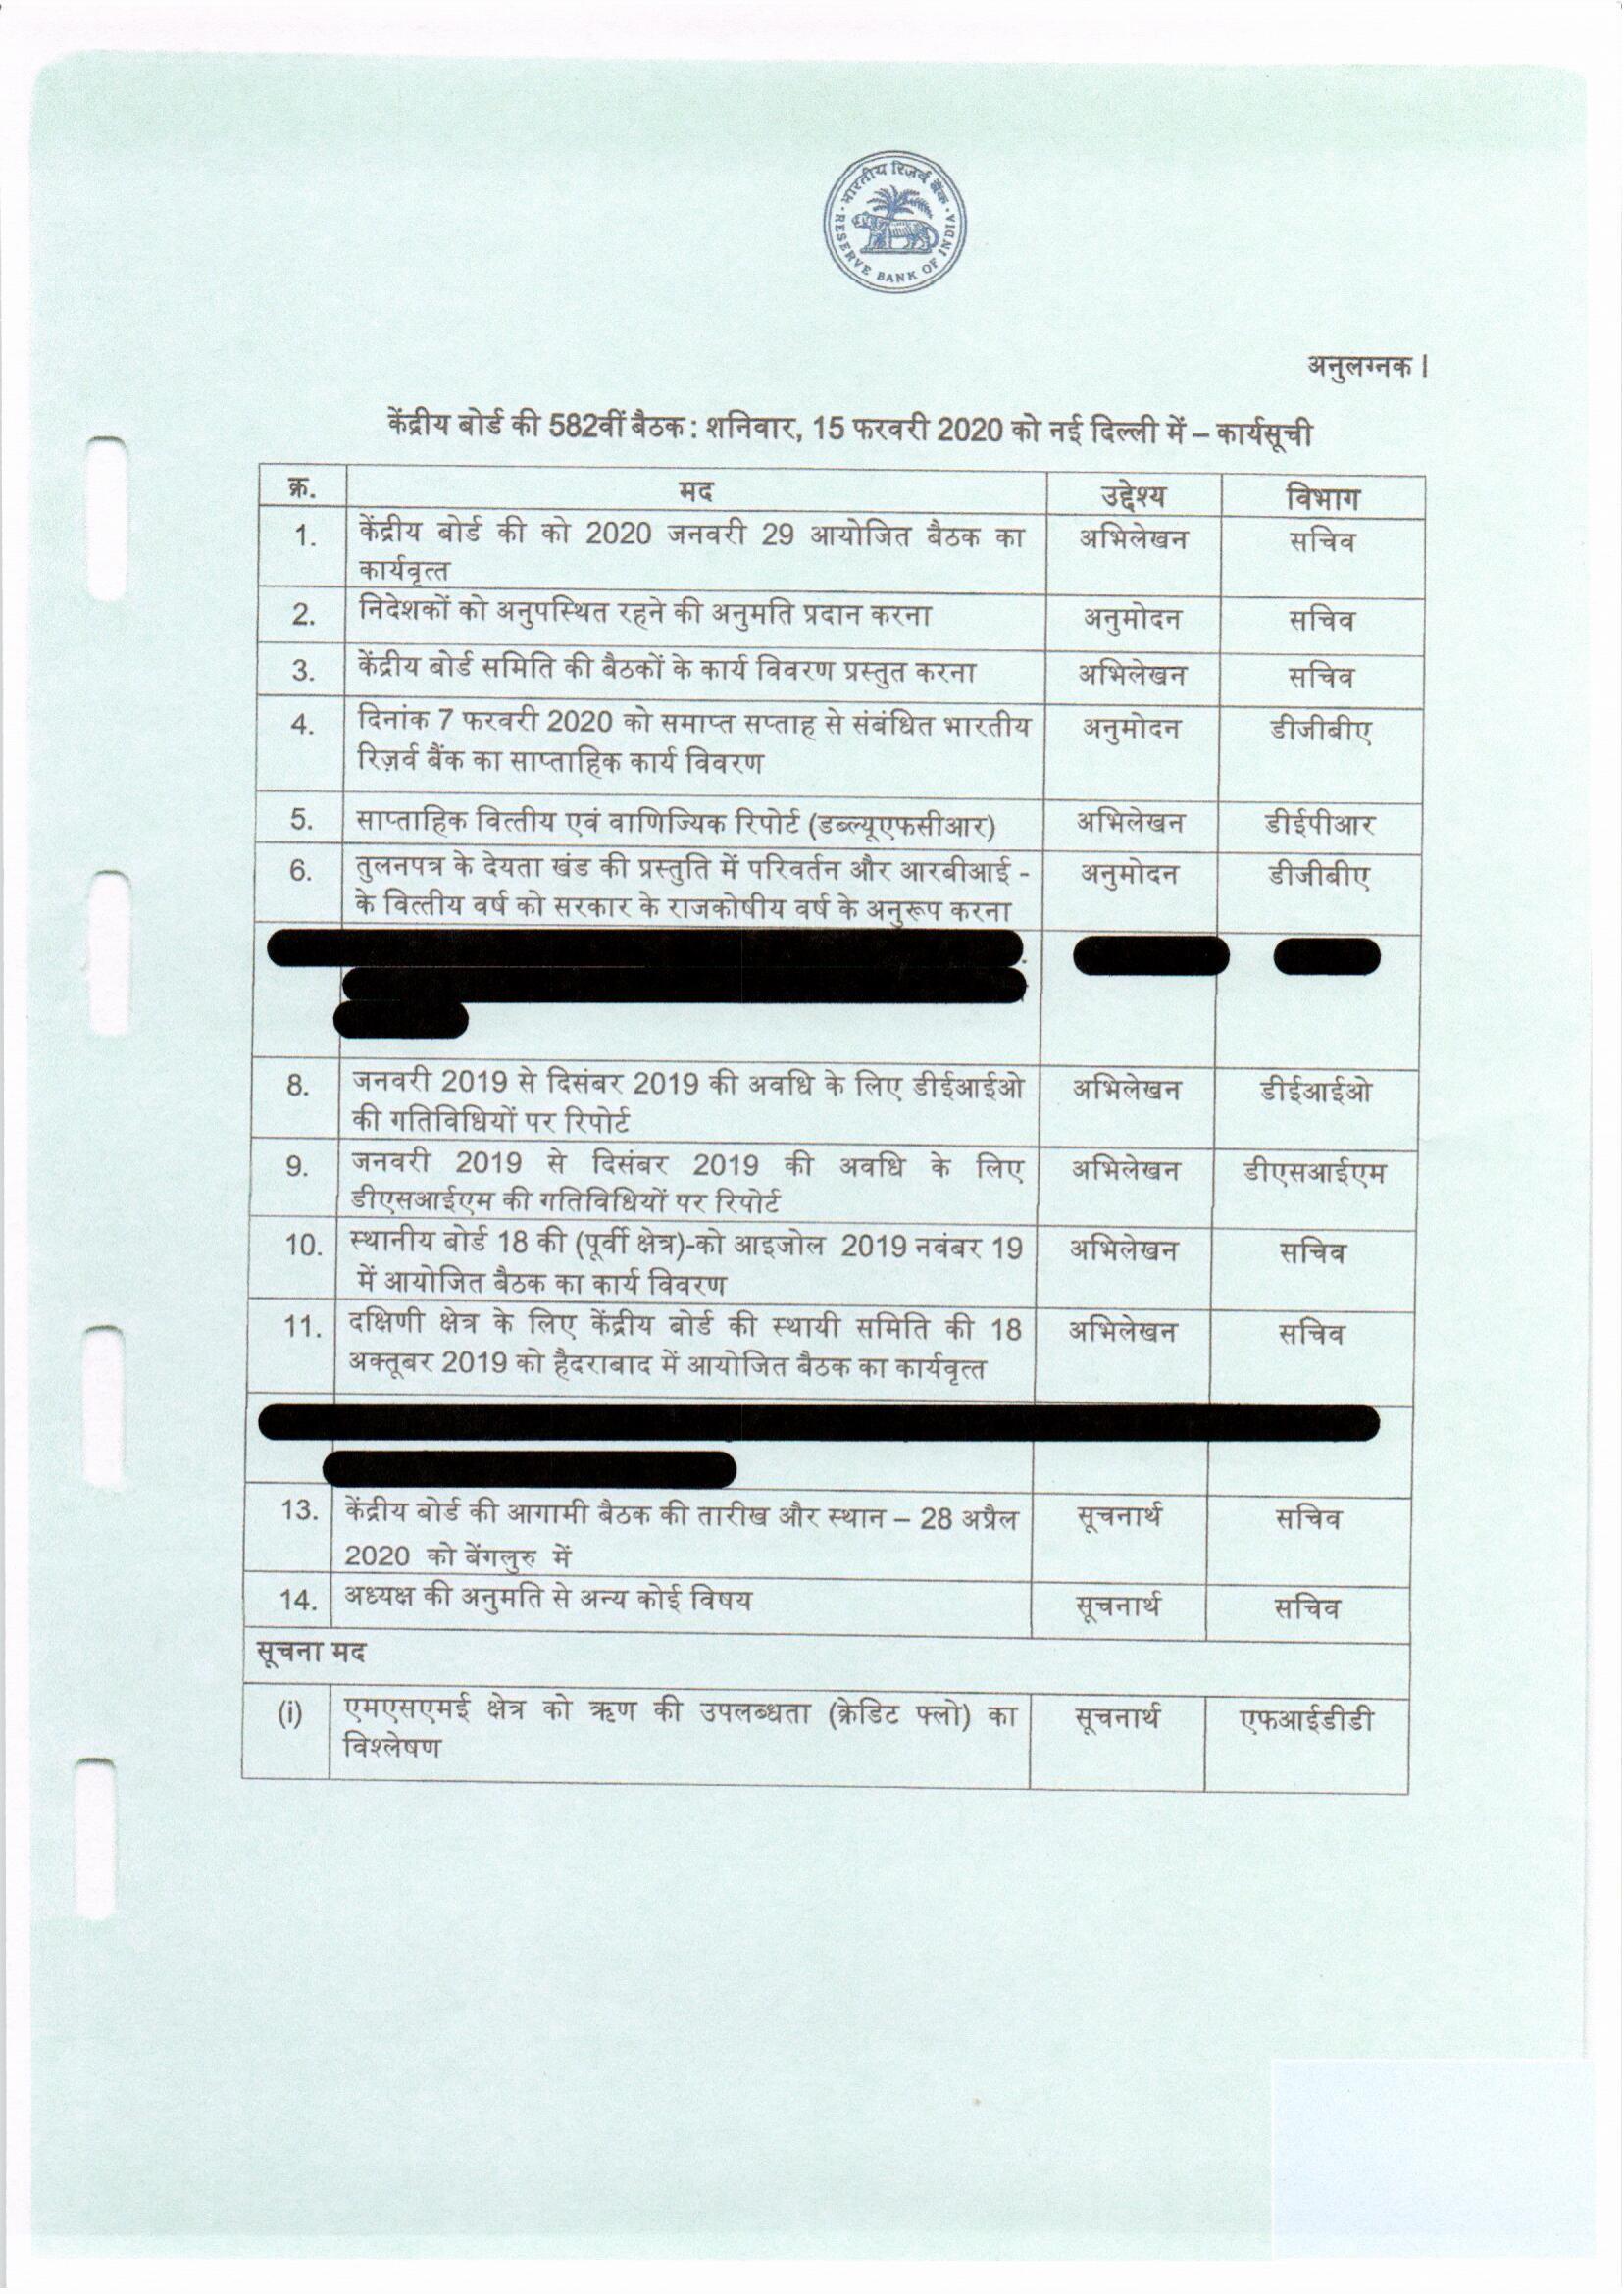 भारतीय रिज़र्व बैंक
RESERVE BANK OF INDIA
अनुलग्नक I
केंद्रीय बोर्ड की 582वीं बैठक: शनिवार, 15 फरवरी 2020 को नई दिल्ली में – कार्यसूची
क्र. मद उद्देश्य विभाग
1. केंद्रीय बोर्ड की को 2020 जनवरी 29 आयोजित बैठक का अभिलेखन सचिव
कार्यवृत्त
2. निदेशकों को अनुपस्थित रहने की अनुमति प्रदान करना अनुमोदन सचिव
3. केंद्रीय बोर्ड समिति की बैठकों के कार्य विवरण प्रस्तुत करना अभिलेखन सचिव
4. दिनांक 7 फरवरी 2020 को समाप्त सप्ताह से संबंधित भारतीय अनुमोदन डीजीबीए
रिज़र्व बैंक का साप्ताहिक कार्य विवरण
5. साप्ताहिक वित्तीय एवं वाणिज्यिक रिपोर्ट (डब्ल्यूएफसीआर) अभिलेखन डीईपीआर
6. तुलनपत्र के देयता खंड की प्रस्तुति में परिवर्तन और आरबीआई - अनुमोदन डीजीबीए
के वित्तीय वर्ष को सरकार के राजकोषीय वर्ष के अनुरूप करना
8. जनवरी 2019 से दिसंबर 2019 की अवधि के लिए डीईआईओ अभिलेखन डीईआईओ
की गतिविधियों पर रिपोर्ट
9. जनवरी 2019 से दिसंबर 2019 की अवधि के लिए अभिलेखन डीएसआईएम
डीएसआईएम की गतिविधियों पर रिपोर्ट
10. स्थानीय बोर्ड 18 की (पूर्वी क्षेत्र)-को आइजोल 2019 नवंबर 19 अभिलेखन सचिव
में आयोजित बैठक का कार्य विवरण
11. दक्षिणी क्षेत्र के लिए केंद्रीय बोर्ड की स्थायी समिति की 18 अभिलेखन सचिव
अक्तूबर 2019 को हैदराबाद में आयोजित बैठक का कार्यवृत्त
13. केंद्रीय बोर्ड की आगामी बैठक की तारीख और स्थान – 28 अप्रैल सूचनार्थ सचिव
2020 को बेंगलुरु में
14. अध्यक्ष की अनुमति से अन्य कोई विषय सूचनार्थ सचिव
सूचना मद
(i) एमएसएमई क्षेत्र को ऋण की उपलब्धता (क्रेडिट फ्लो) का सूचनार्थ एफआईडीडी
विश्लेषण